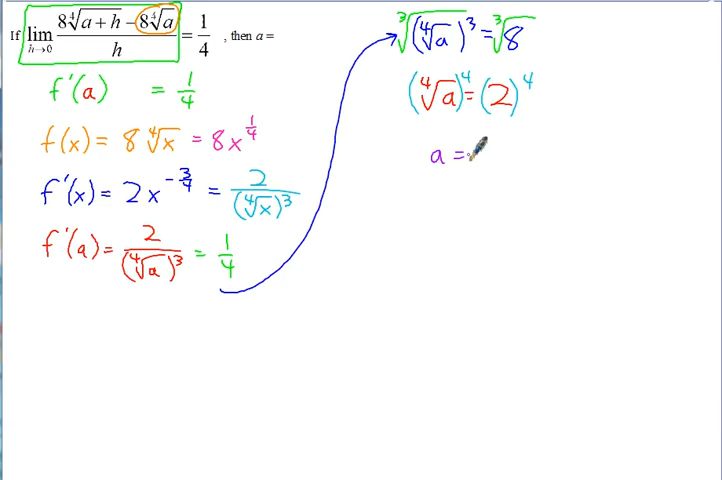 If lim h→0 (8∜(a + h) − 8∜a) / h = 1/4 , then a =
f'(a) = 1/4
f(x) = 8∜x = 8x^(1/4)
f'(x) = 2x^(-3/4) = 2/(∜x)^3
f'(a) = 2/(∜a)^3 = 1/4
∛(∜a)^3 = ∛8
(∜a)^4 = (2)^4
a =